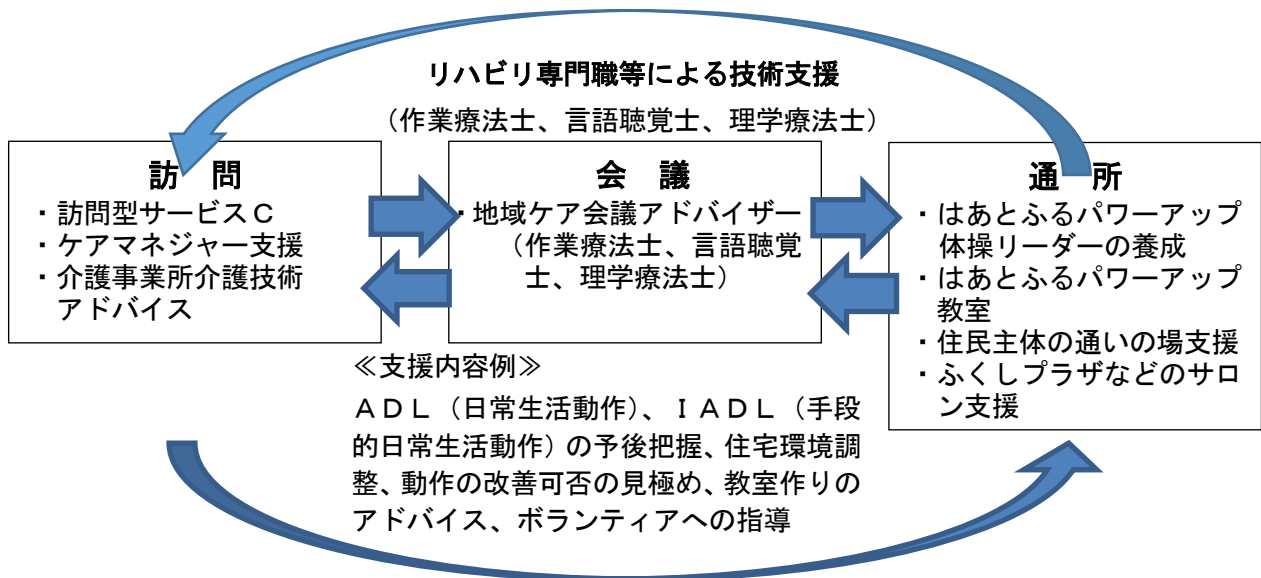 リハビリ専門職等による技術支援
（作業療法士、言語聴覚士、理学療法士）
訪　問
・訪問型サービスＣ
・ケアマネジャー支援
・介護事業所介護技術
アドバイス
会　議
・地域ケア会議アドバイザー
（作業療法士、言語聴覚
士、理学療法士）
通　所
・はあとふるパワーアップ
体操リーダーの養成
・はあとふるパワーアップ
教室
・住民主体の通いの場支援
・ふくしプラザなどのサロ
ン支援
≪支援内容例≫
ＡＤＬ（日常生活動作）、ＩＡＤＬ（手段
的日常生活動作）の予後把握、住宅環境調
整、動作の改善可否の見極め、教室作りの
アドバイス、ボランティアへの指導